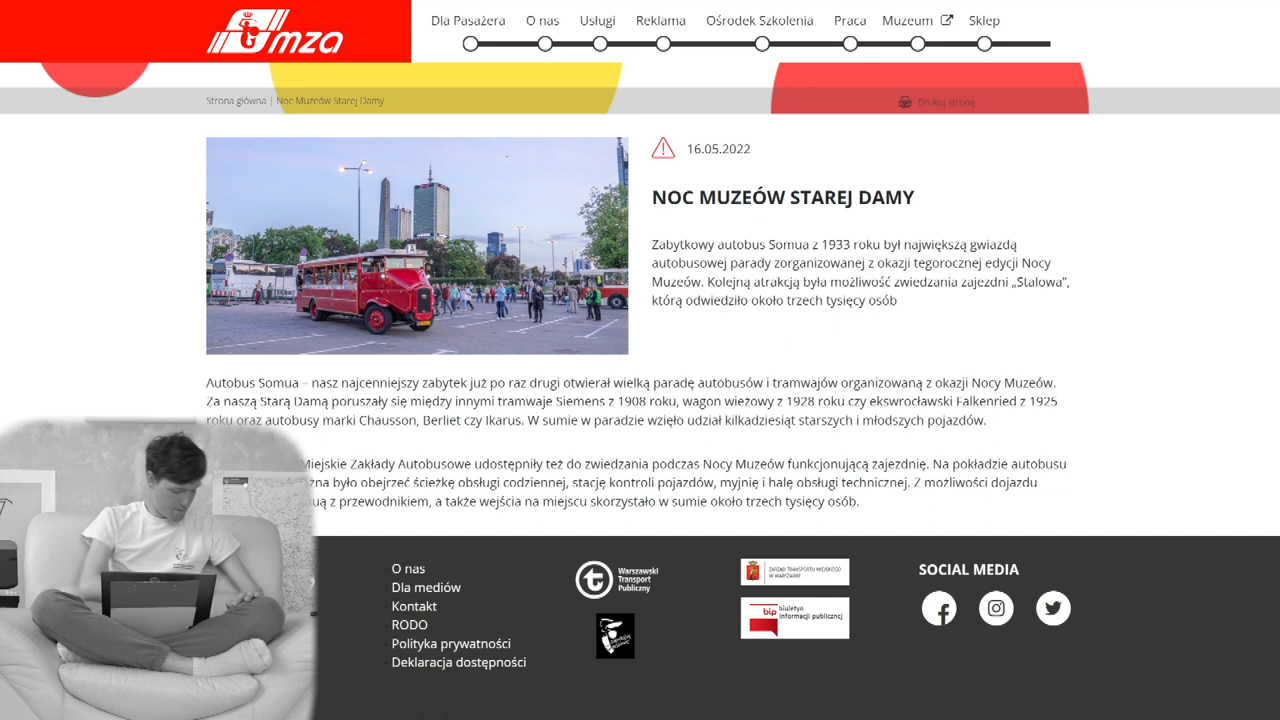 mza
Dla Pasażera O nas Usługi Reklama Ośrodek Szkolenia Praca Muzeum Sklep
Strona główna | Noc Muzeów Starej Damy
Drukuj stronę
16.05.2022
NOC MUZEÓW STAREJ DAMY
Zabytkowy autobus Somua z 1933 roku był największą gwiazdą
autobusowej parady zorganizowanej z okazji tegorocznej edycji Nocy
Muzeów. Kolejną atrakcją była możliwość zwiedzania zajezdni „Stalowa”,
którą odwiedziło około trzech tysięcy osób
Autobus Somua – nasz najcenniejszy zabytek już po raz drugi otwierał wielką paradę autobusów i tramwajów organizowaną z okazji Nocy Muzeów.
Za naszą Starą Damą poruszały się między innymi tramwaje Siemens z 1908 roku, wagon wieżowy z 1928 roku czy ekswrocławski Falkenried z 1925
roku oraz autobusy marki Chausson, Berliet czy Ikarus. W sumie w paradzie wzięło udział kilkadziesiąt starszych i młodszych pojazdów.
Miejskie Zakłady Autobusowe udostępniły też do zwiedzania podczas Nocy Muzeów funkcjonującą zajezdnię. Na pokładzie autobusu
żna było obejrzeć ścieżkę obsługi codziennej, stację kontroli pojazdów, myjnię i halę obsługi technicznej. Z możliwości dojazdu
uą z przewodnikiem, a także wejścia na miejscu skorzystało w sumie około trzech tysięcy osób.
O nas
Dla mediów
Kontakt
RODO
Polityka prywatności
Deklaracja dostępności
Warszawski
Transport
Publiczny
ZARZĄD TRANSPORTU MIEJSKIEGO
W WARSZAWIE
bip biuletyn
informacji publicznej
SOCIAL MEDIA